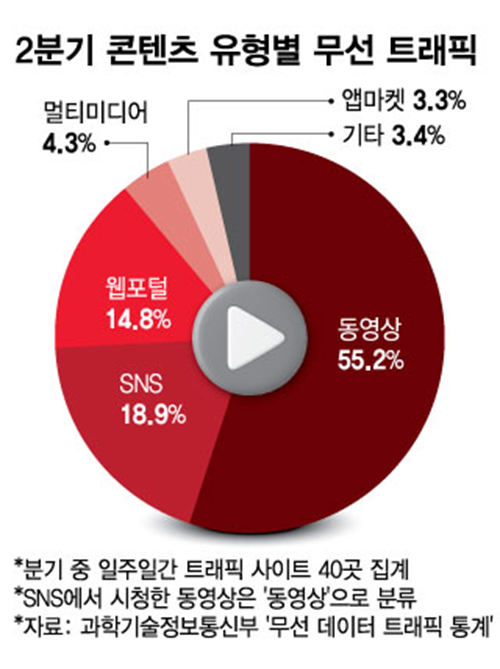 2분기 콘텐츠 유형별 무선 트래픽
앱마켓 3.3%
기타 3.4%
멀티미디어
4.3%
웹포털
14.8%
동영상
55.2%
SNS
18.9%
*분기 중 일주일간 트래픽 사이트 40곳 집계
*SNS에서 시청한 동영상은 '동영상'으로 분류
*자료: 과학기술정보통신부 '무선 데이터 트래픽 통계'